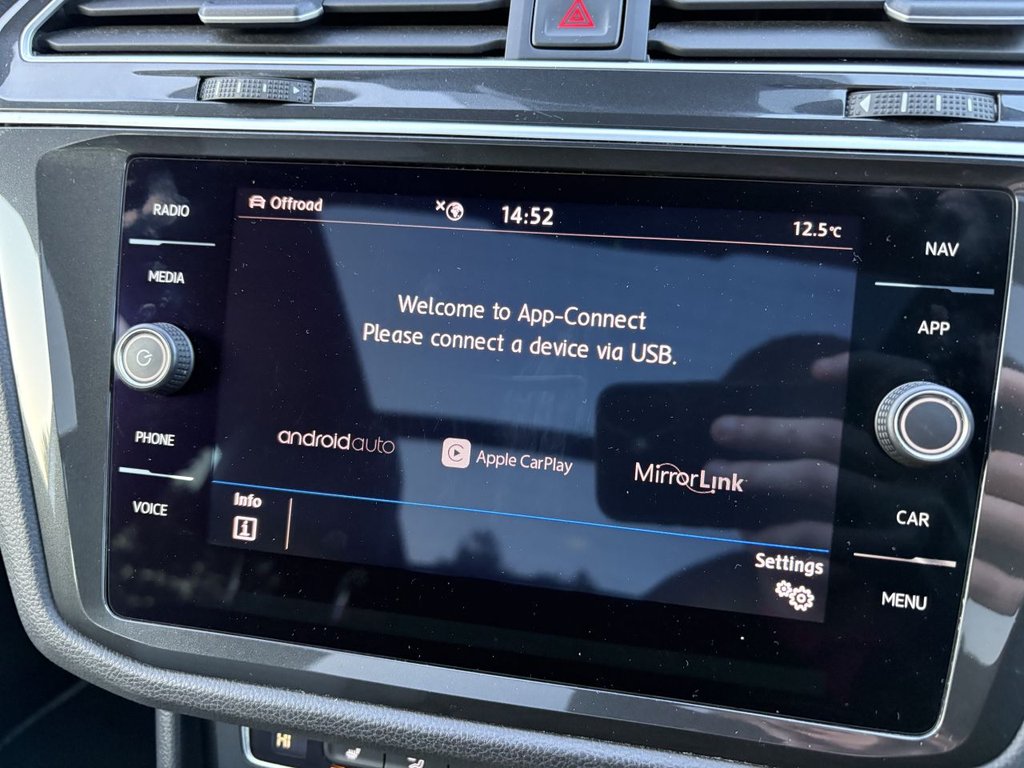 RADIO
MEDIA
PHONE
VOICE
Offroad
14:52
12.5°C
Welcome to App-Connect
Please connect a device via USB.
androidauto
Apple CarPlay
MirrorLink
Info
i
Settings
NAV
APP
CAR
MENU
HI